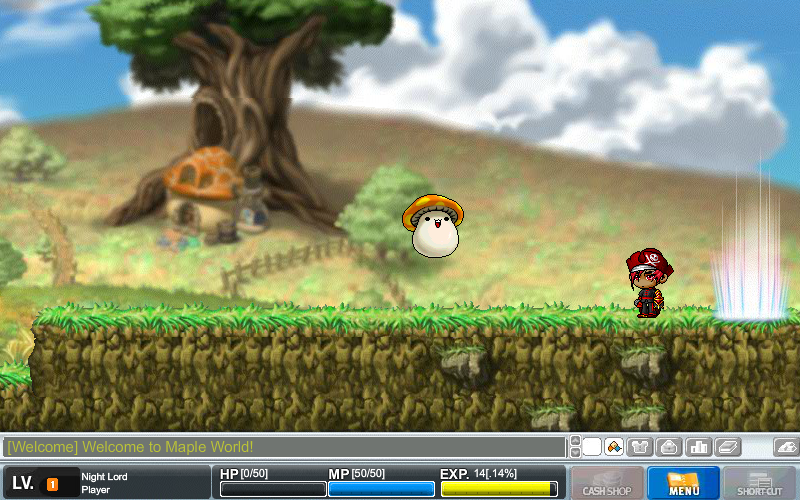 [Welcome] Welcome to Maple World!
LV. 1
Night Lord
Player
HP[0/50]
MP[50/50]
EXP. 14[.14%]
CASH SHOP
MENU
SHORT CUT